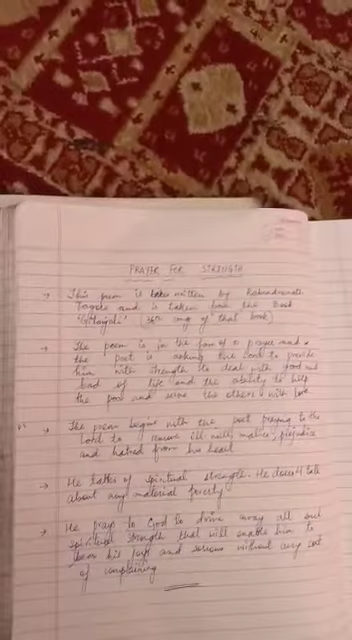 PRAYER FOR STRENGTH
→ This poem is taken written by Rabindranath
Tagore and is taken from the book
'Gitanjali' (36th song of that book)
→ The poem is in the form of a prayer and
the poet is asking the Lord to provide
him with strength to deal with good and
bad of life and the ability to help
the poor and serve the others with love
→ The poem begins with the poet praying to the
Lord to remove ill-will, malice, prejudice
and hatred from his heart
→ He talks of spiritual strength. He doesn't talk
about any material poverty.
→ He prays to God to drive away all and
spiritual strength that will enable him to
his joys and sorrows without any sort
of complaining